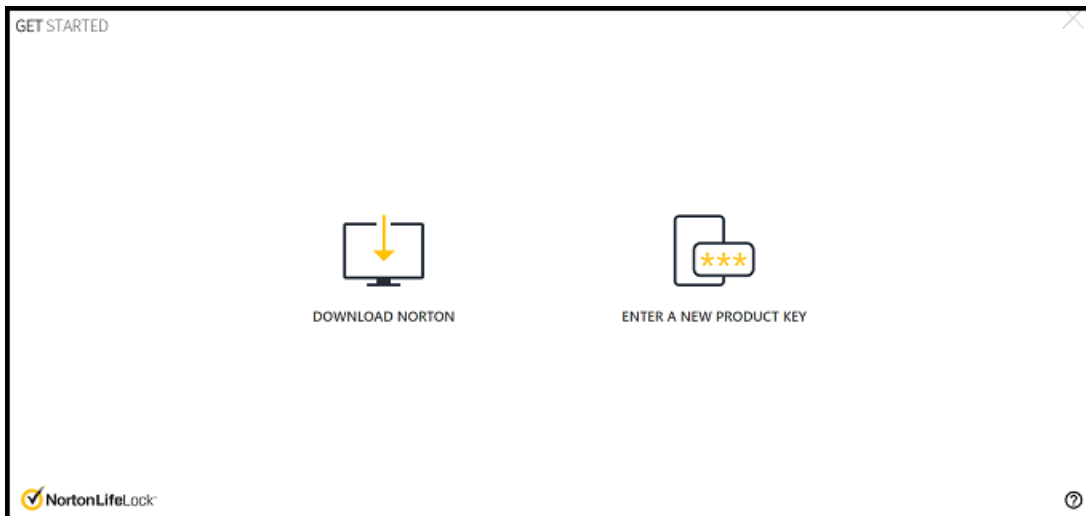 GET STARTED
DOWNLOAD NORTON
ENTER A NEW PRODUCT KEY
***
NortonLifeLock